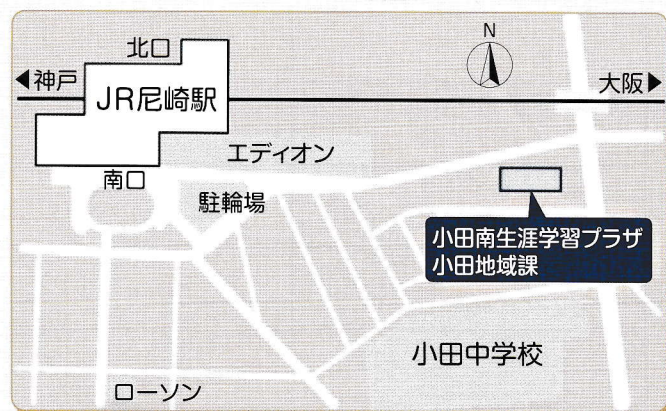 北口
N
◀神戸
JR尼崎駅
大阪▶
エディオン
南口
駐輪場
小田南生涯学習プラザ
小田地域課
小田中学校
ローソン